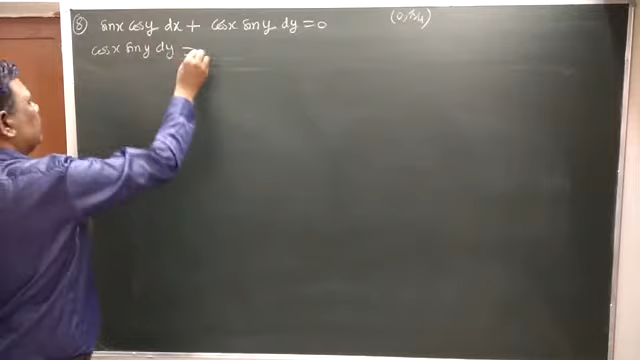 ⑧ sinx cosy dx + cosx siny dy = 0 (0, π/4)
cosx siny dy =